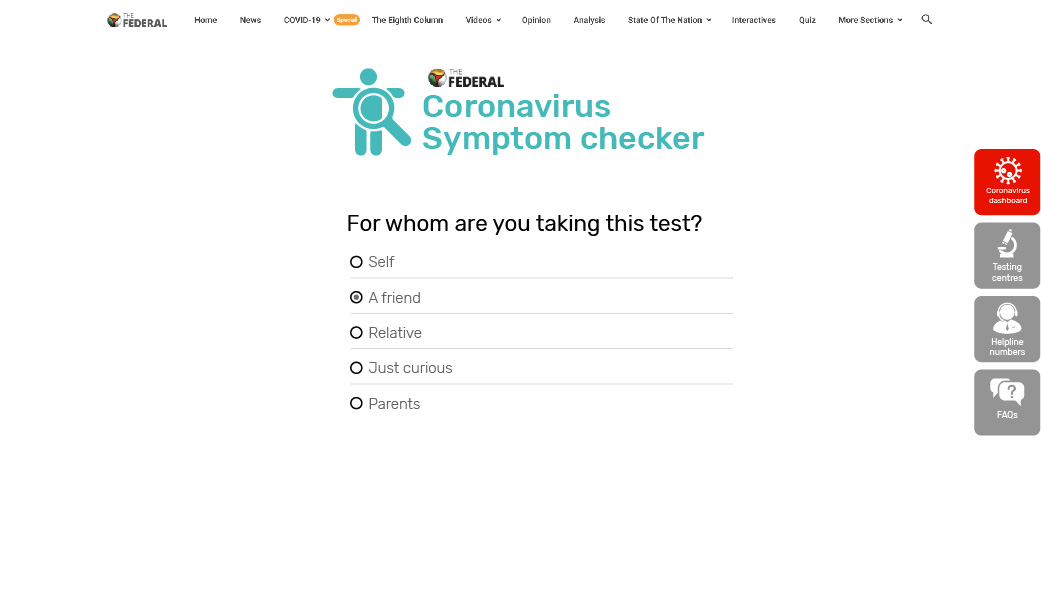 THE
FEDERAL
Home News COVID-19 Special The Eighth Column Videos Opinion Analysis State Of The Nation Interactives Quiz More Sections
THE
FEDERAL
Coronavirus
Symptom checker
For whom are you taking this test?
Self
A friend
Relative
Just curious
Parents
Coronavirus
dashboard
Testing
centres
Helpline
numbers
?
FAQs